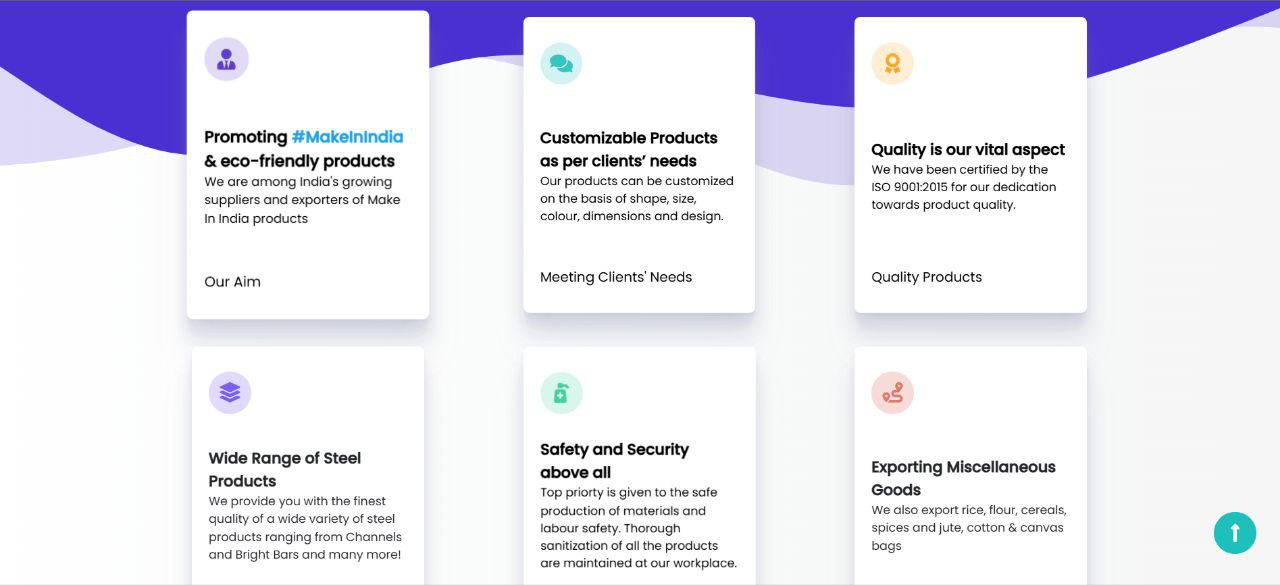 Promoting #MakeInIndia
& eco-friendly products
We are among India's growing
suppliers and exporters of Make
In India products
Our Aim
Customizable Products
as per clients’ needs
Our products can be customized
on the basis of shape, size,
colour, dimensions and design.
Meeting Clients' Needs
Quality is our vital aspect
We have been certified by the
ISO 9001:2015 for our dedication
towards product quality.
Quality Products
Wide Range of Steel
Products
We provide you with the finest
quality of a wide variety of steel
products ranging from Channels
and Bright Bars and many more!
Safety and Security
above all
Top priorty is given to the safe
production of materials and
labour safety. Thorough
sanitization of all the products
are maintained at our workplace.
Exporting Miscellaneous
Goods
We also export rice, flour, cereals,
spices and jute, cotton & canvas
bags